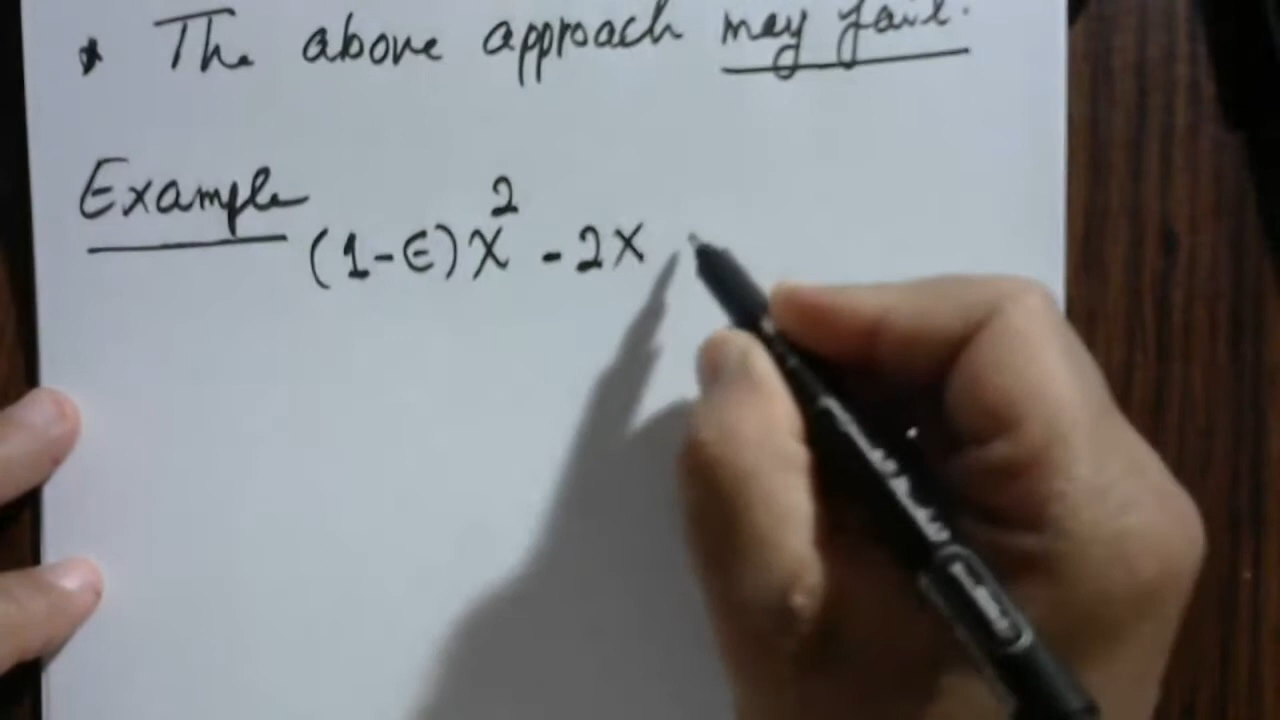 * The above approach may fail.
Example
(1-ϵ)x² - 2x